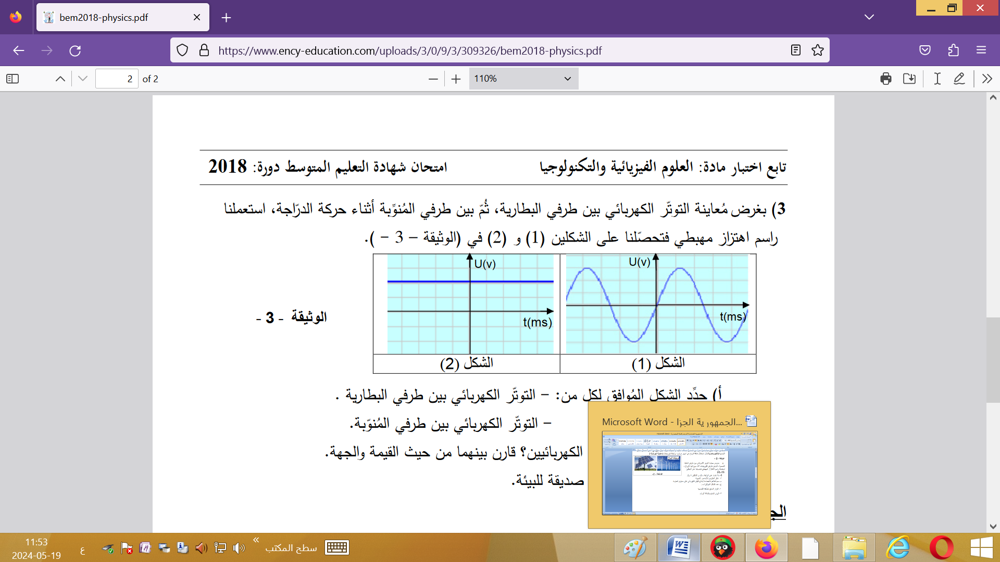 bem2018-physics.pdf
https://www.ency-education.com/uploads/3/0/9/3/309326/bem2018-physics.pdf
2 of 2
110%
تابع اختبار مادة: العلوم الفيزيائية والتكنولوجيا امتحان شهادة التعليم المتوسط دورة: 2018
3) بغرض مُعاينة التوتّر الكهربائي بين طرفي البطارية، ثُمّ بين طرفي المُنوِّبة أثناء حركة الدرّاجة، استعملنا
راسم اهتزاز مهبطي فتحصّلنا على الشكلين (1) و (2) في (الوثيقة – 3 – ).
U(v)
t(ms)
U(v)
t(ms)
الوثيقة - 3 -
الشكل (1)
الشكل (2)
أ) حدِّد الشكل المُوافق لكل من: – التوتّر الكهربائي بين طرفي البطارية .
– التوتّر الكهربائي بين طرفي المُنوّبة.
الكهربائيين؟ قارن بينهما من حيث القيمة والجهة.
صديقة للبيئة.
الجمهورية الجزا... - Microsoft Word
11:53
2024-05-19
ع
سطح المكتب